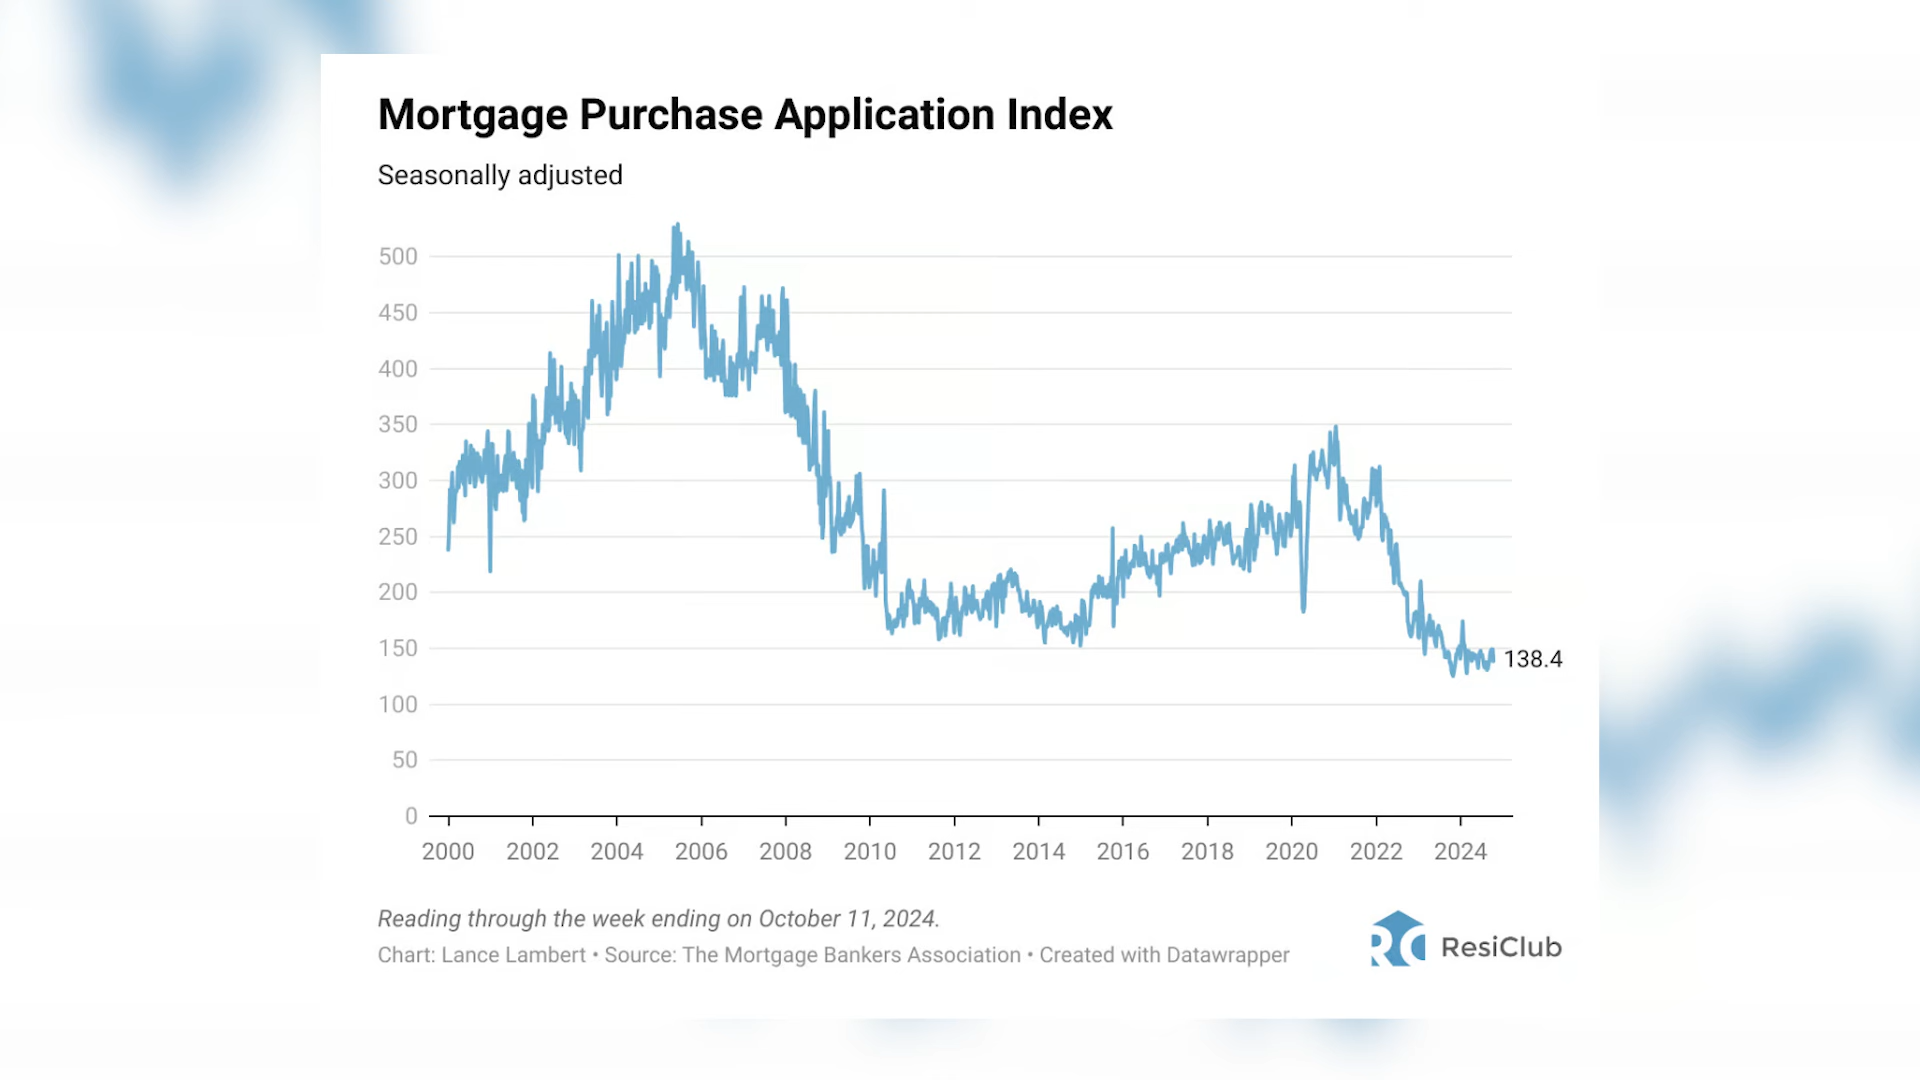 Mortgage Purchase Application Index
Seasonally adjusted
500
450
400
350
300
250
200
150
138.4
100
50
0
2000 2002 2004 2006 2008 2010 2012 2014 2016 2018 2020 2022 2024
Reading through the week ending on October 11, 2024.
Chart: Lance Lambert • Source: The Mortgage Bankers Association • Created with Datawrapper
RC ResiClub